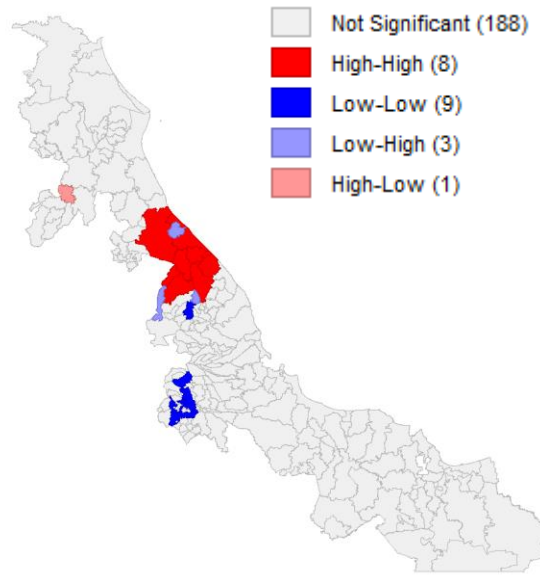 Not Significant (188)
High-High (8)
Low-Low (9)
Low-High (3)
High-Low (1)